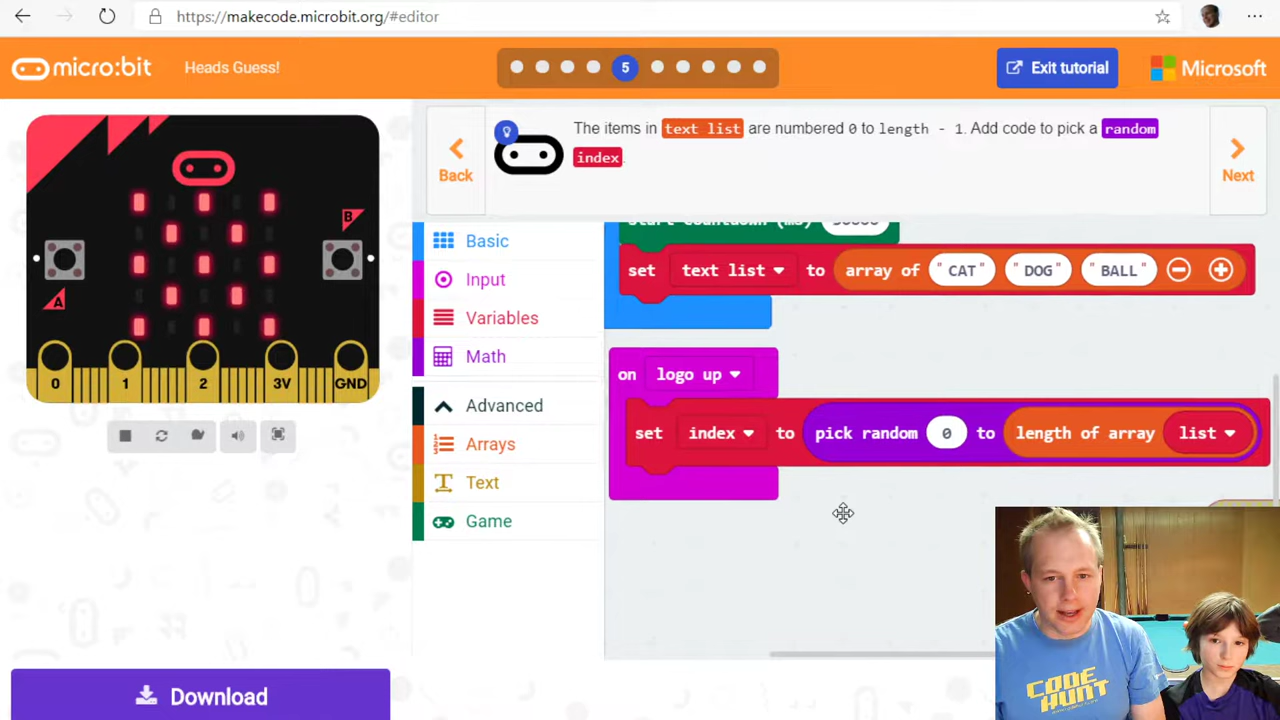 https://makecode.microbit.org/#editor
micro:bit
Heads Guess!
5
Exit tutorial
Microsoft
Back
The items in text list are numbered 0 to length - 1. Add code to pick a random
index.
Next
Basic
Input
Variables
Math
Advanced
Arrays
Text
Game
set text list to array of "CAT" "DOG" "BALL"
on logo up
set index to pick random 0 to length of array list
A
B
0 1 2 3V GND
Download
CODE
HUNT